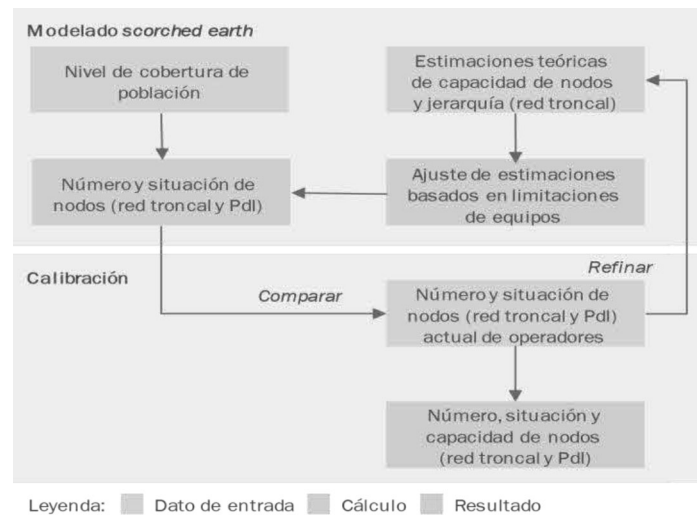 Modelado scorched earth
Nivel de cobertura de
población
Estimaciones teóricas
de capacidad de nodos
y jerarquía (red troncal)
Número y situación de
nodos (red troncal y PdI)
Ajuste de estimaciones
basados en limitaciones
de equipos
Calibración
Comparar
Refinar
Número y situación de
nodos (red troncal y PdI)
actual de operadores
Número, situación y
capacidad de nodos
(red troncal y PdI)
Leyenda: Dato de entrada Cálculo Resultado